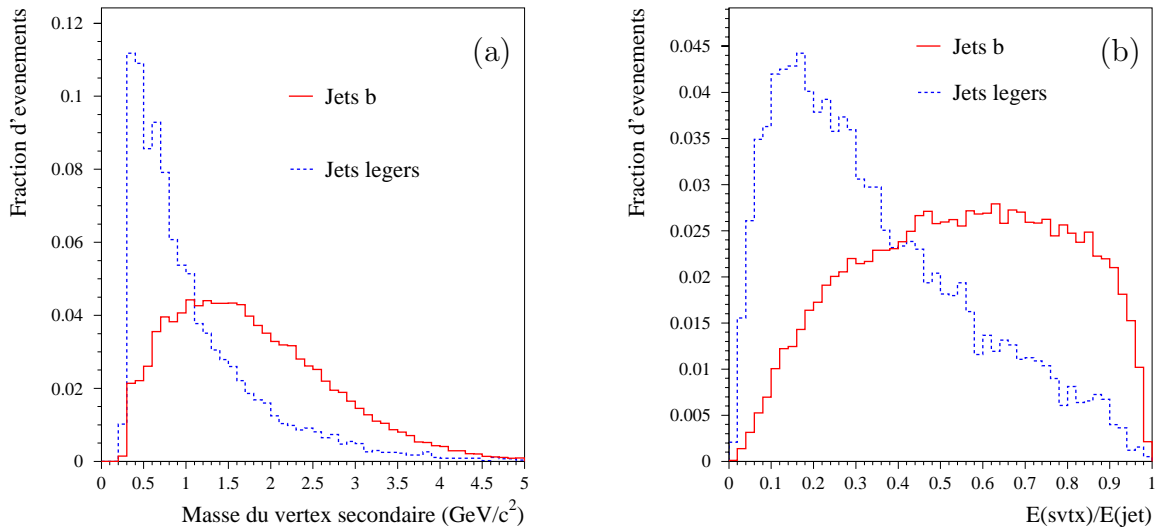 (a)
Fraction d'evenements
0.12
0.1
0.08
0.06
0.04
0.02
0
Jets b
Jets legers
0 0.5 1 1.5 2 2.5 3 3.5 4 4.5 5
Masse du vertex secondaire (GeV/c²)
(b)
Fraction d'evenements
0.045
0.04
0.035
0.03
0.025
0.02
0.015
0.01
0.005
0
Jets b
Jets legers
0 0.1 0.2 0.3 0.4 0.5 0.6 0.7 0.8 0.9 1
E(svtx)/E(jet)